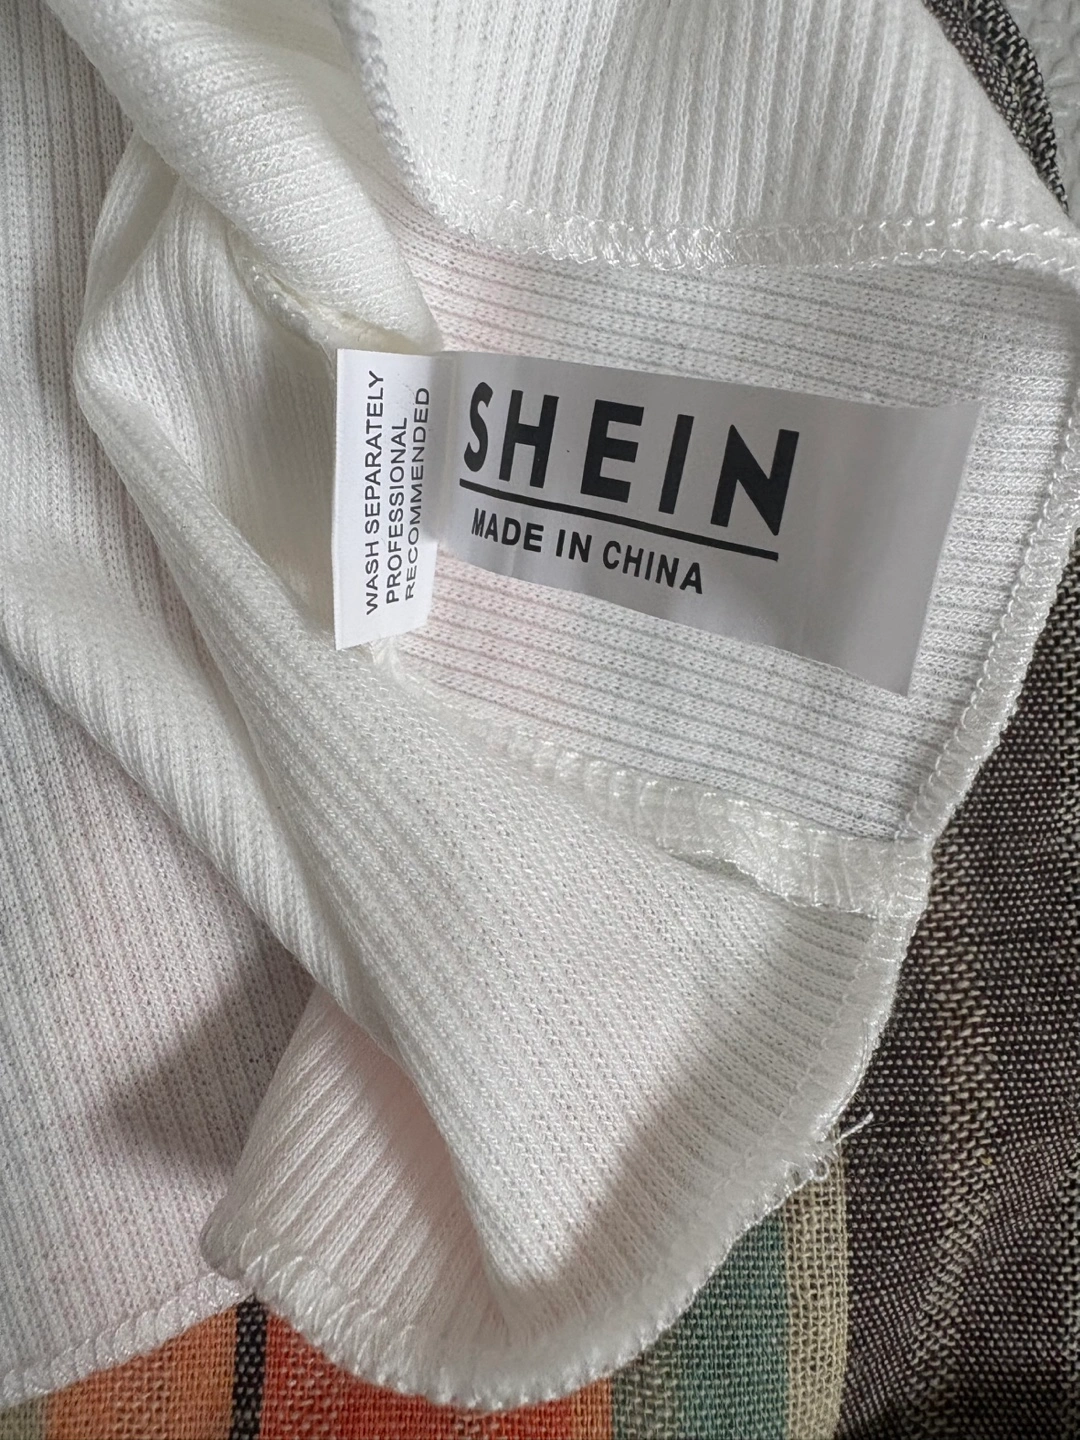 WASH SEPARATELY
PROFESSIONAL
RECOMMENDED
SHEIN
MADE IN CHINA